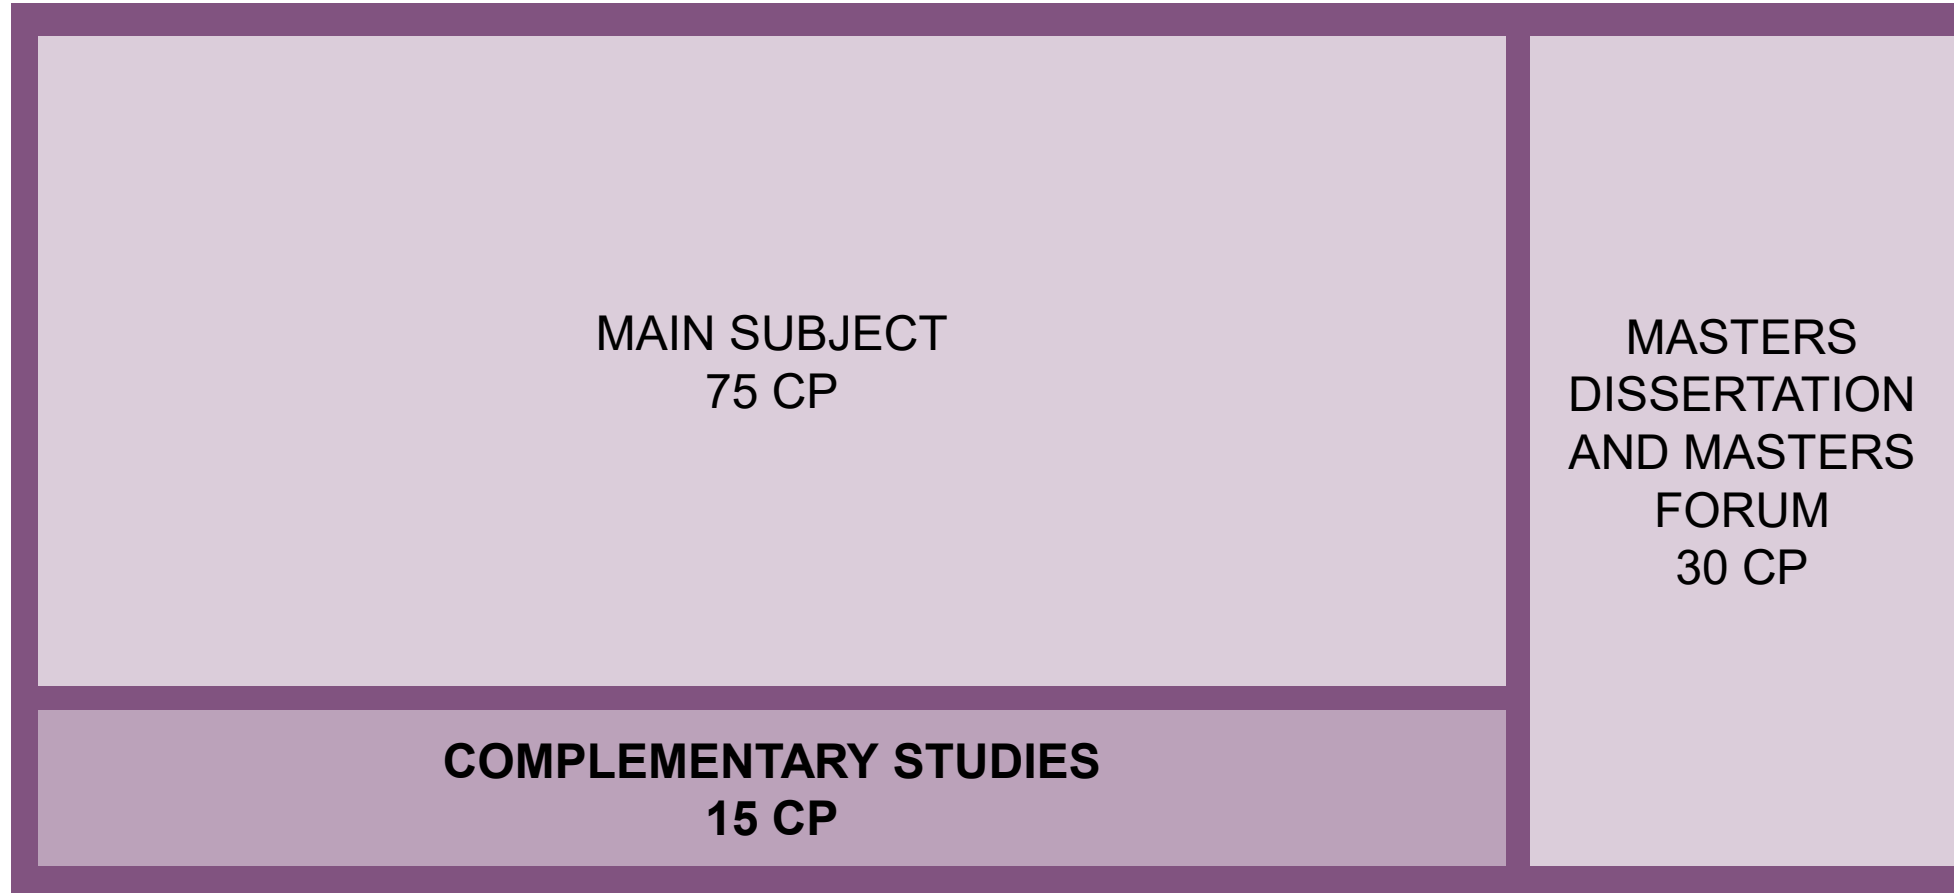 MAIN SUBJECT
75 CP
MASTERS
DISSERTATION
AND MASTERS
FORUM
30 CP
COMPLEMENTARY STUDIES
15 CP